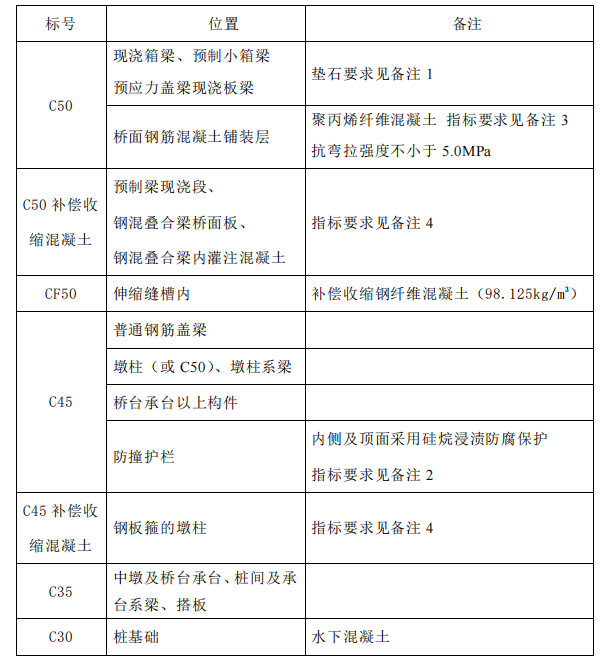 标号 位置 备注
C50
现浇箱梁、预制小箱梁
预应力盖梁现浇板梁
垫石要求见备注 1
桥面钢筋混凝土铺装层
聚丙烯纤维混凝土 指标要求见备注 3
抗弯拉强度不小于 5.0MPa
C50 补偿收
缩混凝土
预制梁现浇段、
钢混叠合梁桥面板、
钢混叠合梁内灌注混凝土
指标要求见备注 4
CF50 伸缩缝槽内 补偿收缩钢纤维混凝土（98.125kg/m³）
C45
普通钢筋盖梁
墩柱（或 C50）、墩柱系梁
桥台承台以上构件
防撞护栏
内侧及顶面采用硅烷浸渍防腐保护
指标要求见备注 2
C45 补偿收
缩混凝土
钢板箍的墩柱
指标要求见备注 4
C35
中墩及桥台承台、桩间及承
台系梁、搭板
C30 桩基础 水下混凝土